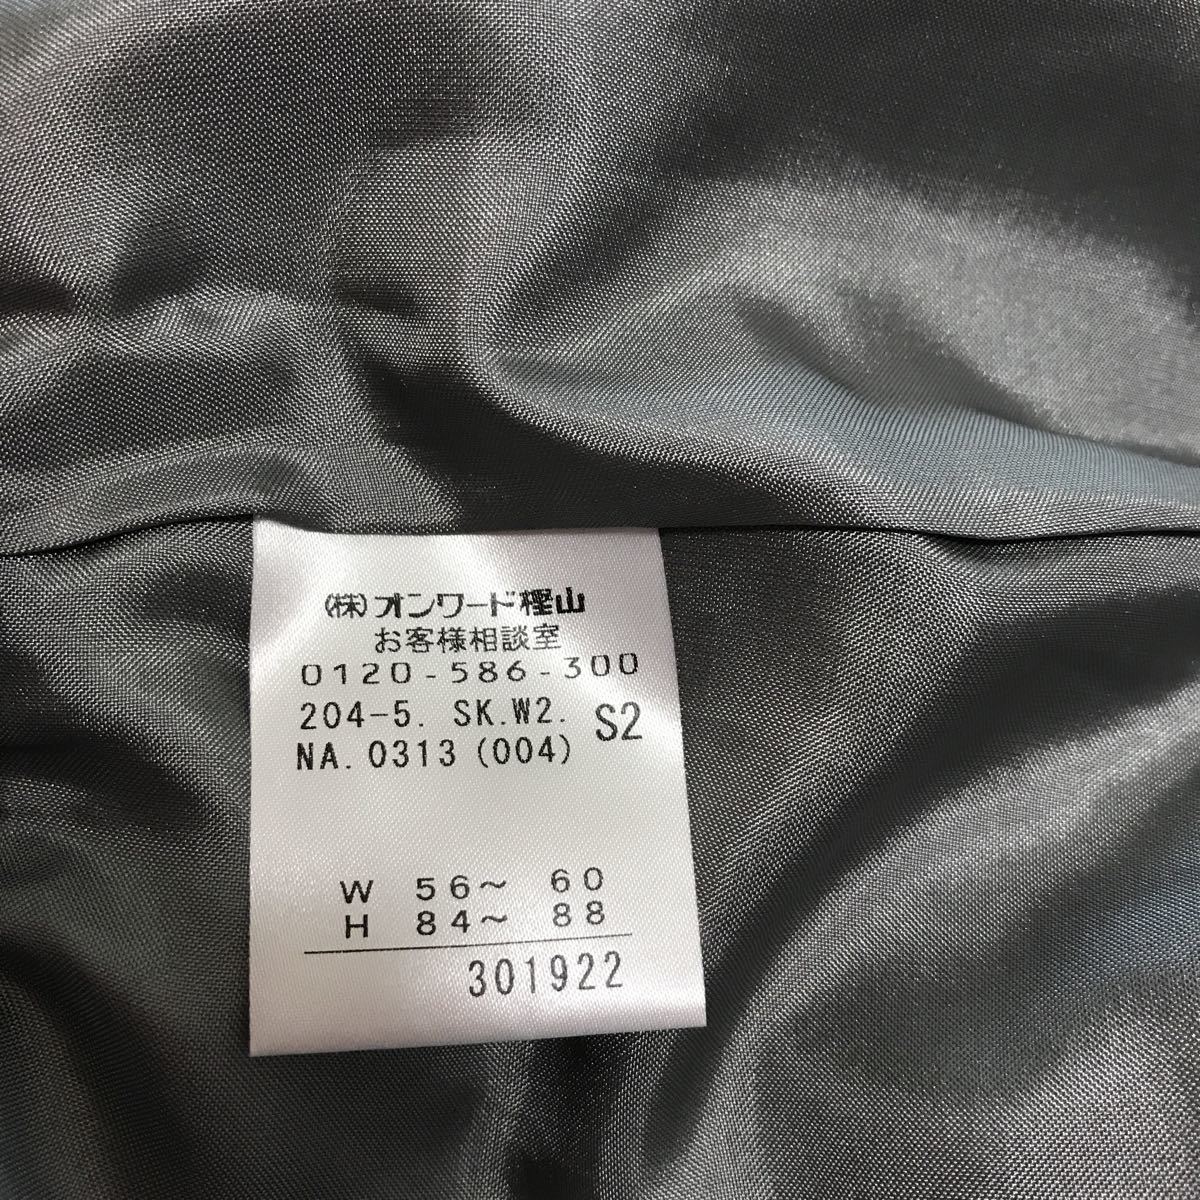 (株)オンワード樫山
お客様相談室
0120-586-300
204-5. SK.W2. S2
NA.0313(004)
W 56～ 60
H 84～ 88
301922